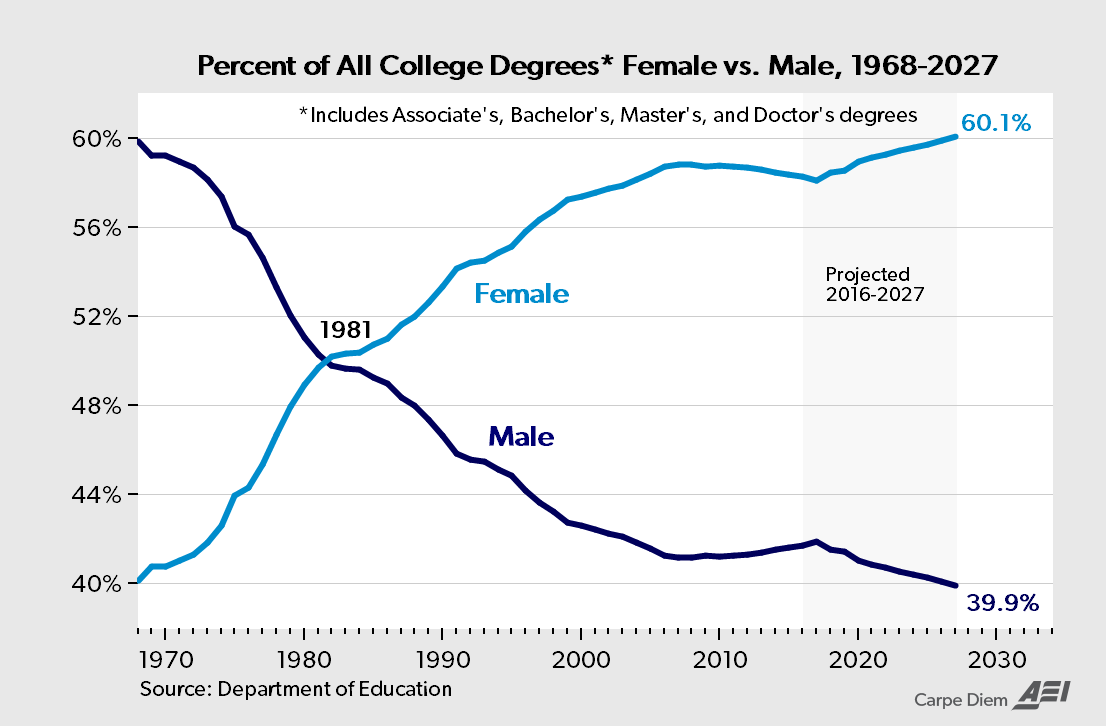 Percent of All College Degrees* Female vs. Male, 1968-2027
*Includes Associate's, Bachelor's, Master's, and Doctor's degrees
60.1%
60%
56%
Projected
2016-2027
Female
52%
1981
48%
Male
44%
40%
39.9%
1970 1980 1990 2000 2010 2020 2030
Source: Department of Education
Carpe Diem AEI